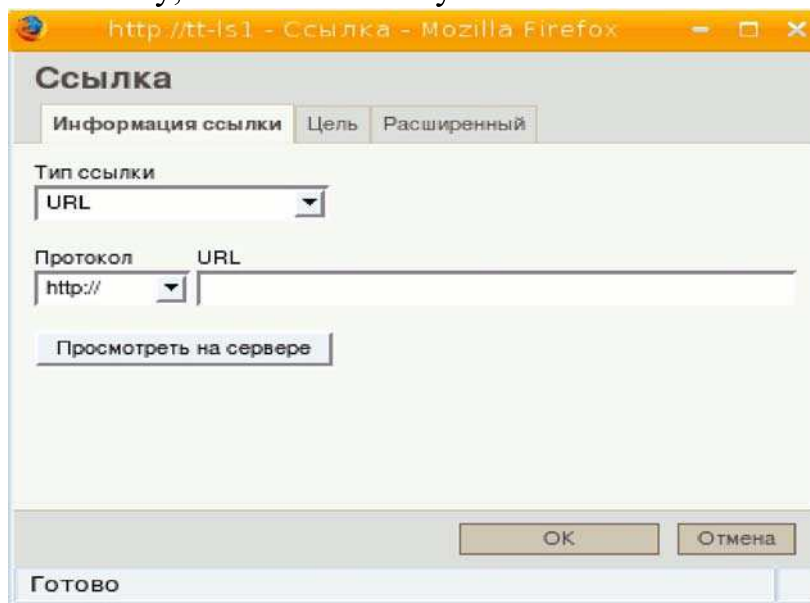 http://tt-ls1 - Ссылка - Mozilla Firefox
Ссылка
Информация ссылки Цель Расширенный
Тип ссылки
URL
Протокол URL
http://
Просмотреть на сервере
OK Отмена
Готово